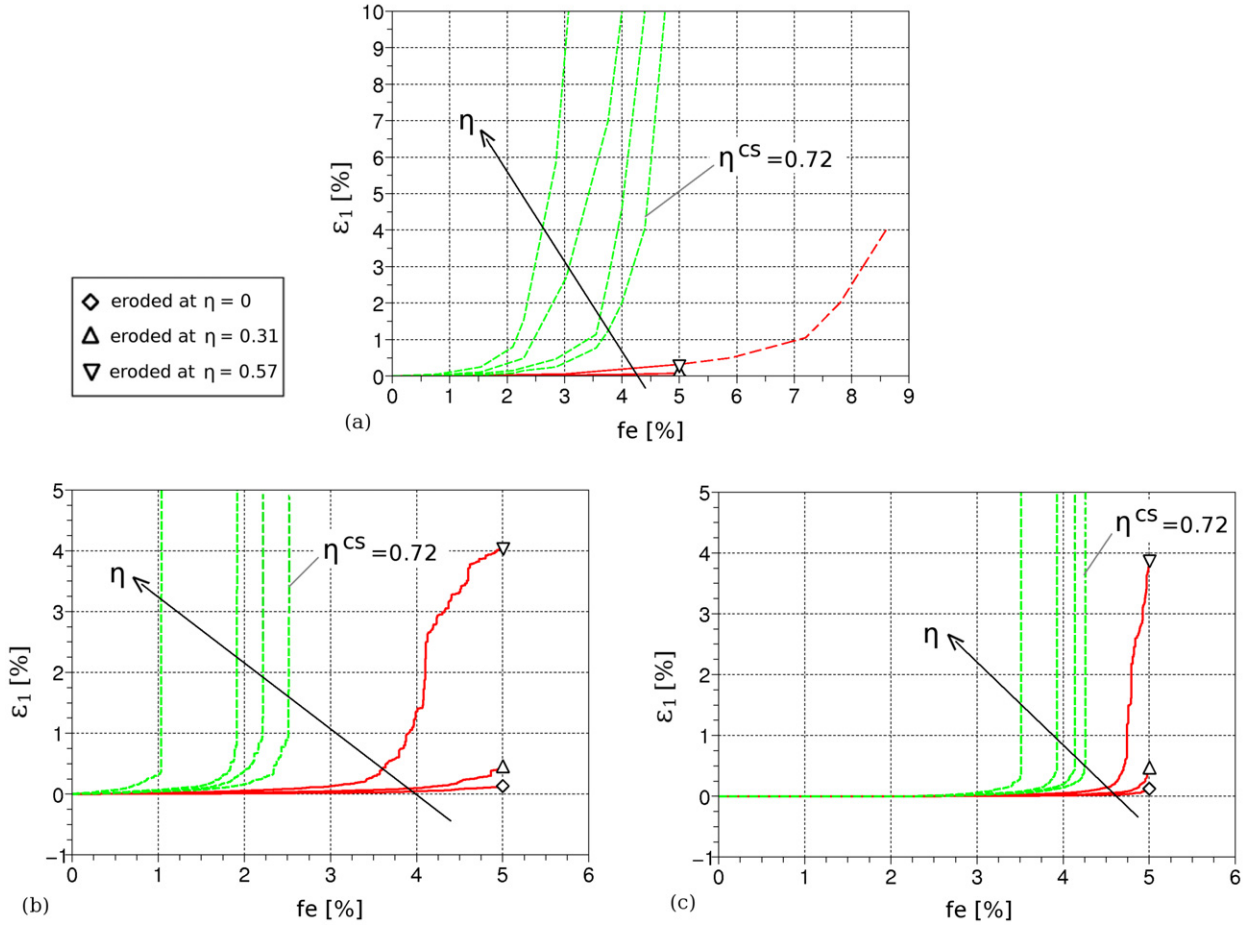 10
9
8
7
6
5
4
3
2
1
0
ε1 [%]
η
ηcs=0.72
0 1 2 3 4 5 6 7 8 9
(a)
fe [%]
eroded at η = 0
eroded at η = 0.31
eroded at η = 0.57
5
4
3
2
1
0
−1
ε1 [%]
η
ηcs=0.72
0 1 2 3 4 5 6
(b)
fe [%]
5
4
3
2
1
0
−1
ε1 [%]
η
ηcs=0.72
0 1 2 3 4 5 6
(c)
fe [%]